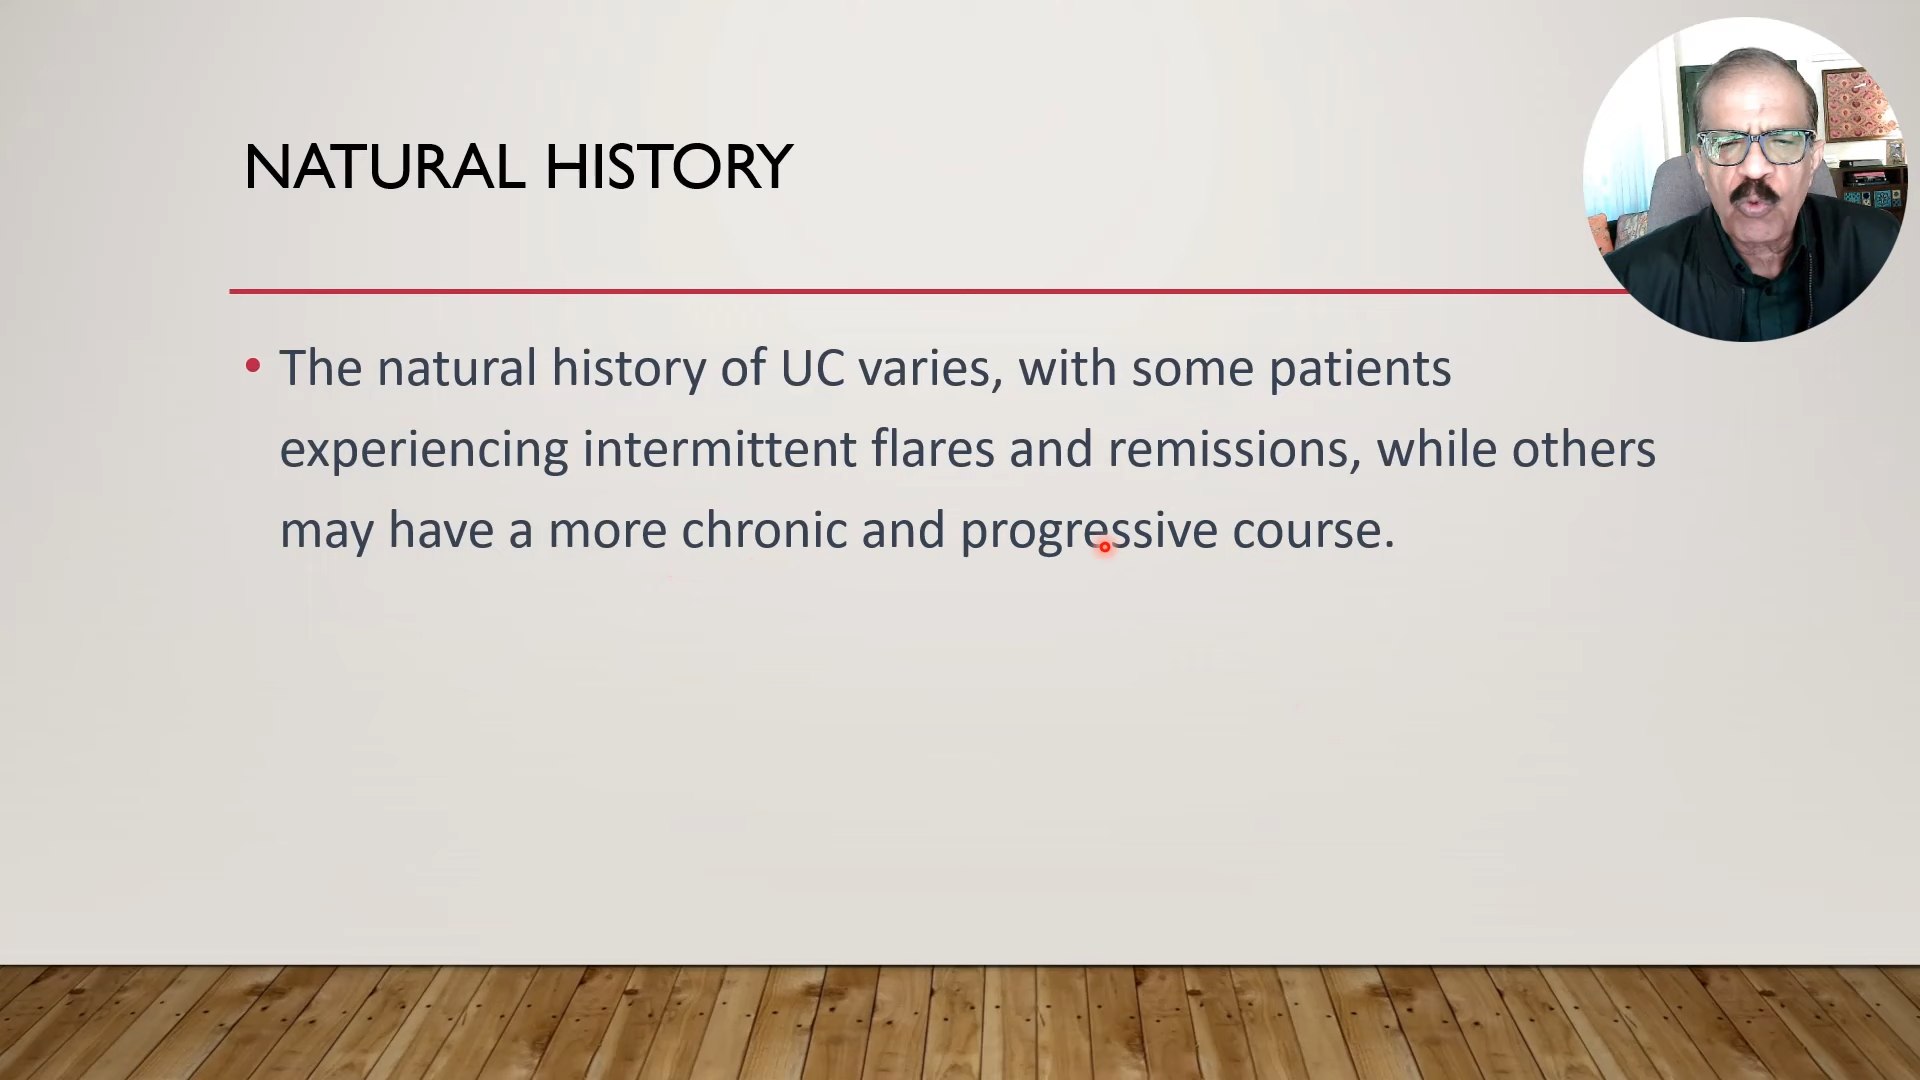 NATURAL HISTORY
• The natural history of UC varies, with some patients
experiencing intermittent flares and remissions, while others
may have a more chronic and progressive course.